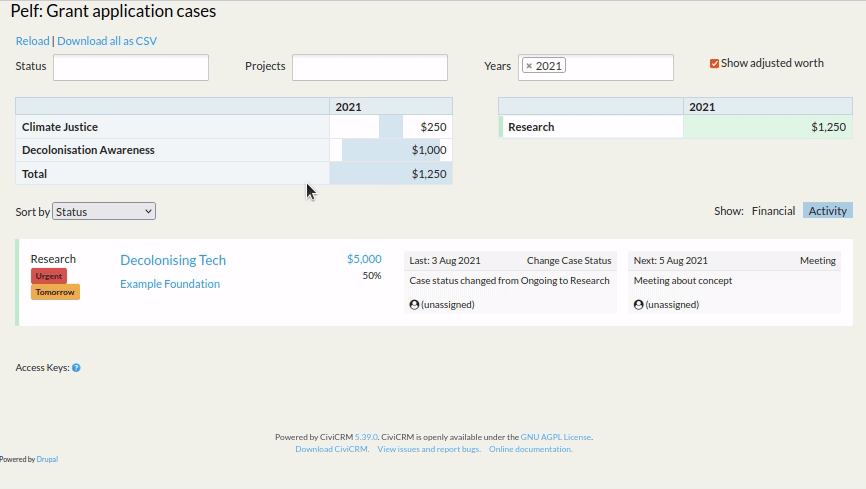 Pelf: Grant application cases
Reload | Download all as CSV
Status Projects Years × 2021 Show adjusted worth
2021
Climate Justice $250
Decolonisation Awareness $1,000
Total $1,250
2021
Research $1,250
Sort by Status Show: Financial Activity
Research
Urgent
Tomorrow
Decolonising Tech
Example Foundation
$5,000
50%
Last: 3 Aug 2021 Change Case Status
Case status changed from Ongoing to Research
(unassigned)
Next: 5 Aug 2021 Meeting
Meeting about concept
(unassigned)
Access Keys: ?
Powered by CiviCRM 5.39.0. CiviCRM is openly available under the GNU AGPL License.
Download CiviCRM. View issues and report bugs. Online documentation.
Powered by Drupal